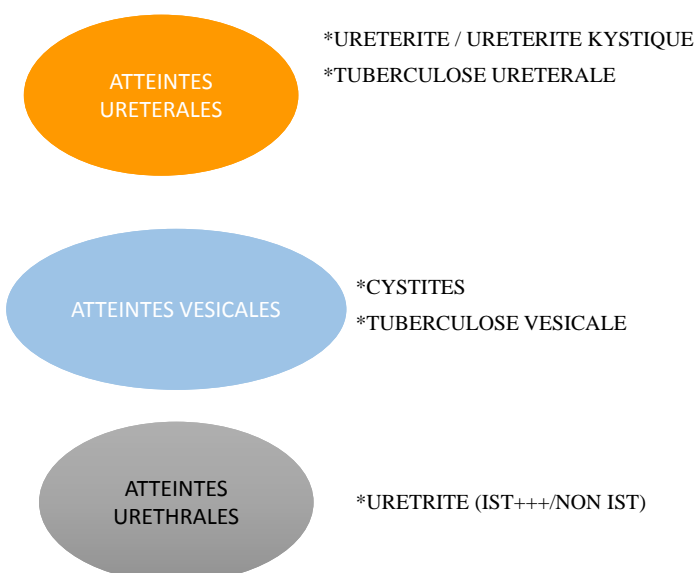 ATTEINTES
URETERALES
*URETERITE / URETERITE KYSTIQUE
*TUBERCULOSE URETERALE
ATTEINTES VESICALES
*CYSTITES
*TUBERCULOSE VESICALE
ATTEINTES
URETHRALES
*URETRITE (IST+++/NON IST)